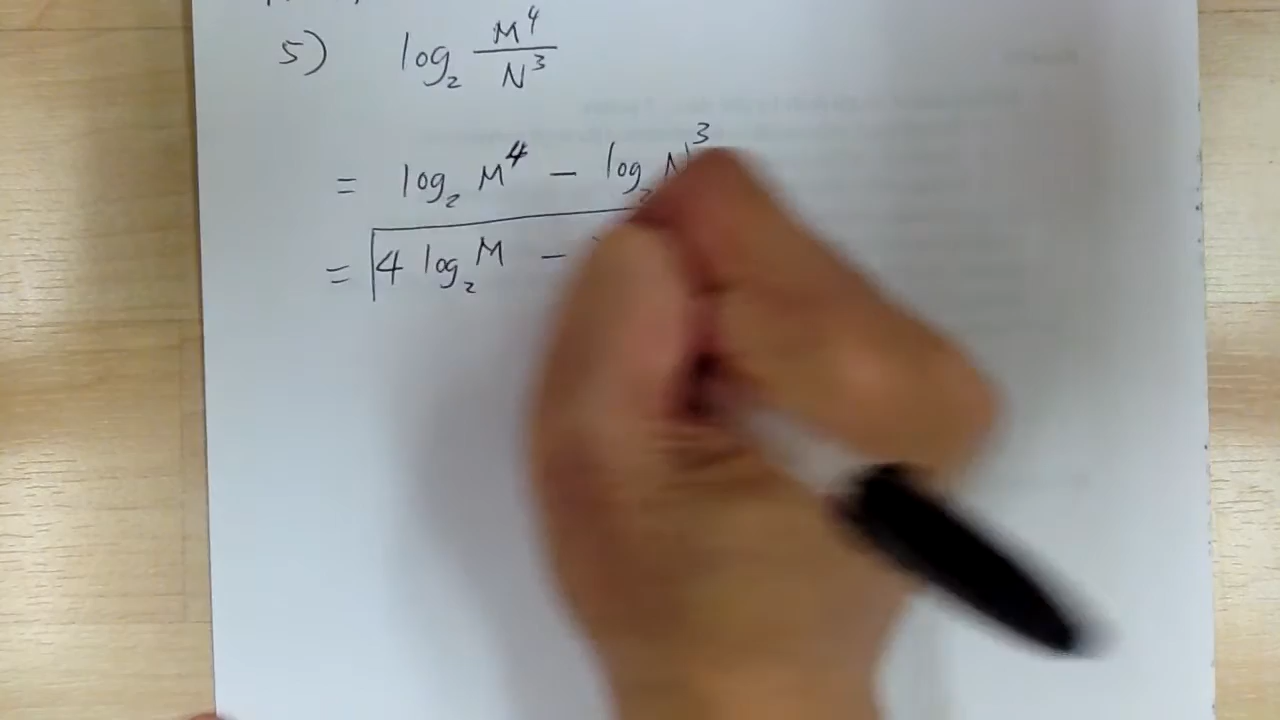 5) log₂ M⁴/N³
= log₂ M⁴ − log₂ N³
= 4 log₂ M −